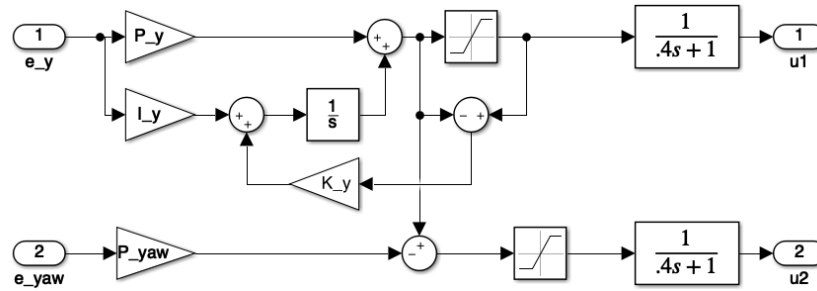 1
e_y
P_y
+
+
1
.4s + 1
1
u1
I_y
+
+
1
s
- +
K_y
2
e_yaw
P_yaw
- +
1
.4s + 1
2
u2